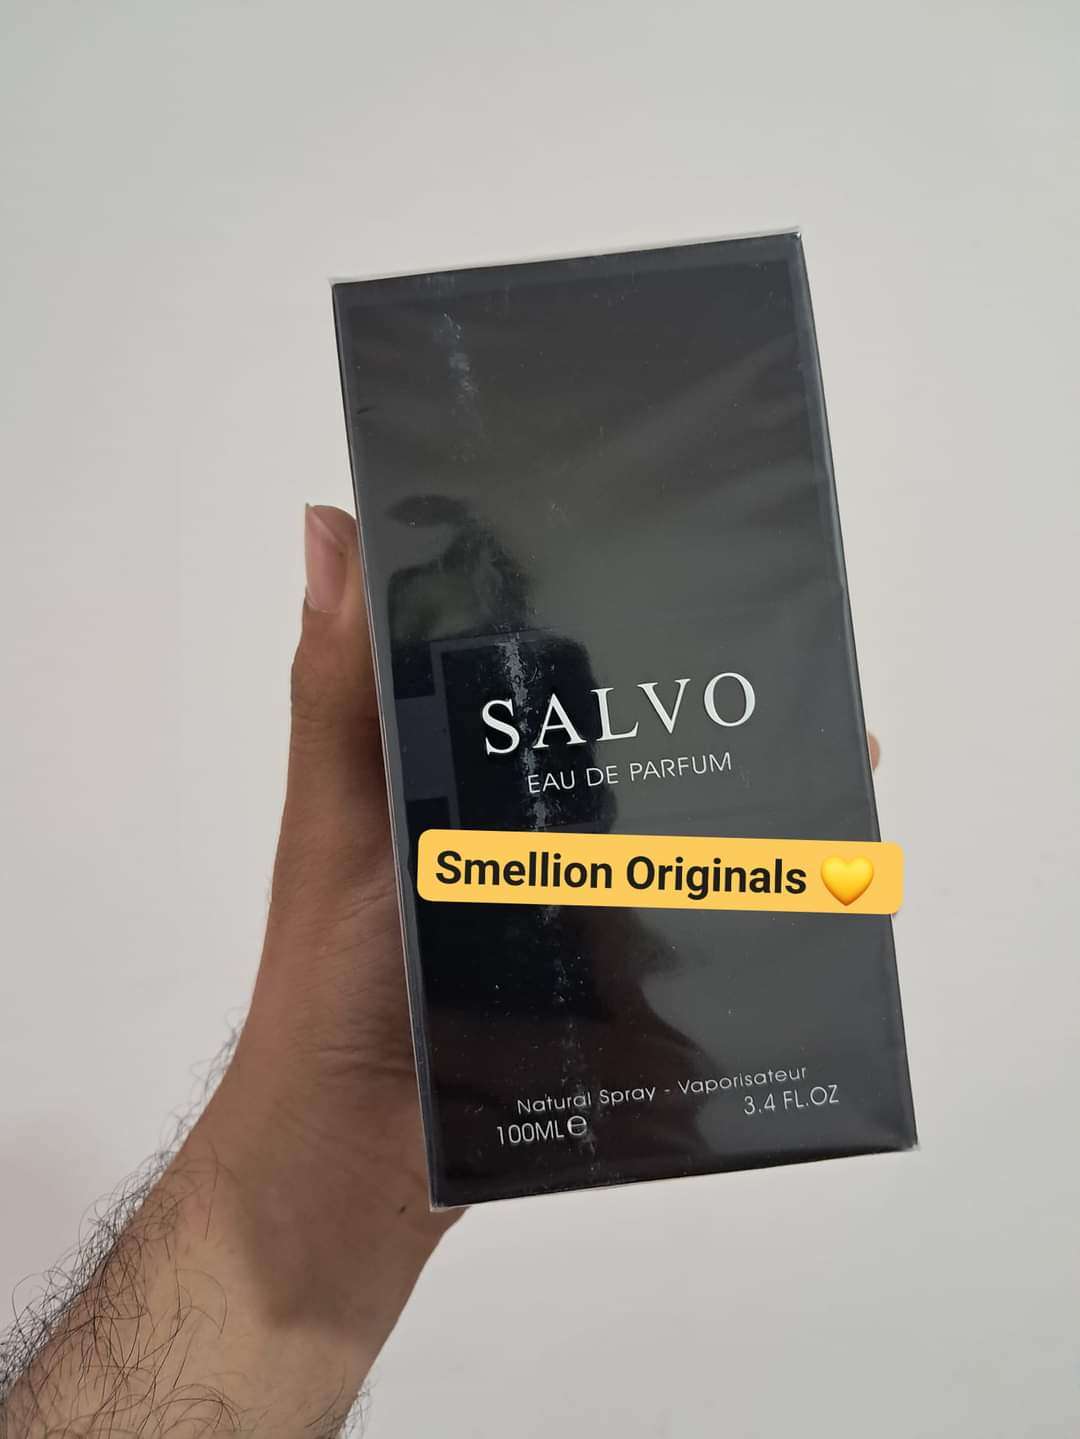 SALVO
EAU DE PARFUM
Smellion Originals 💛
Natural Spray - Vaporisateur
100ML℮ 3.4 FL.OZ